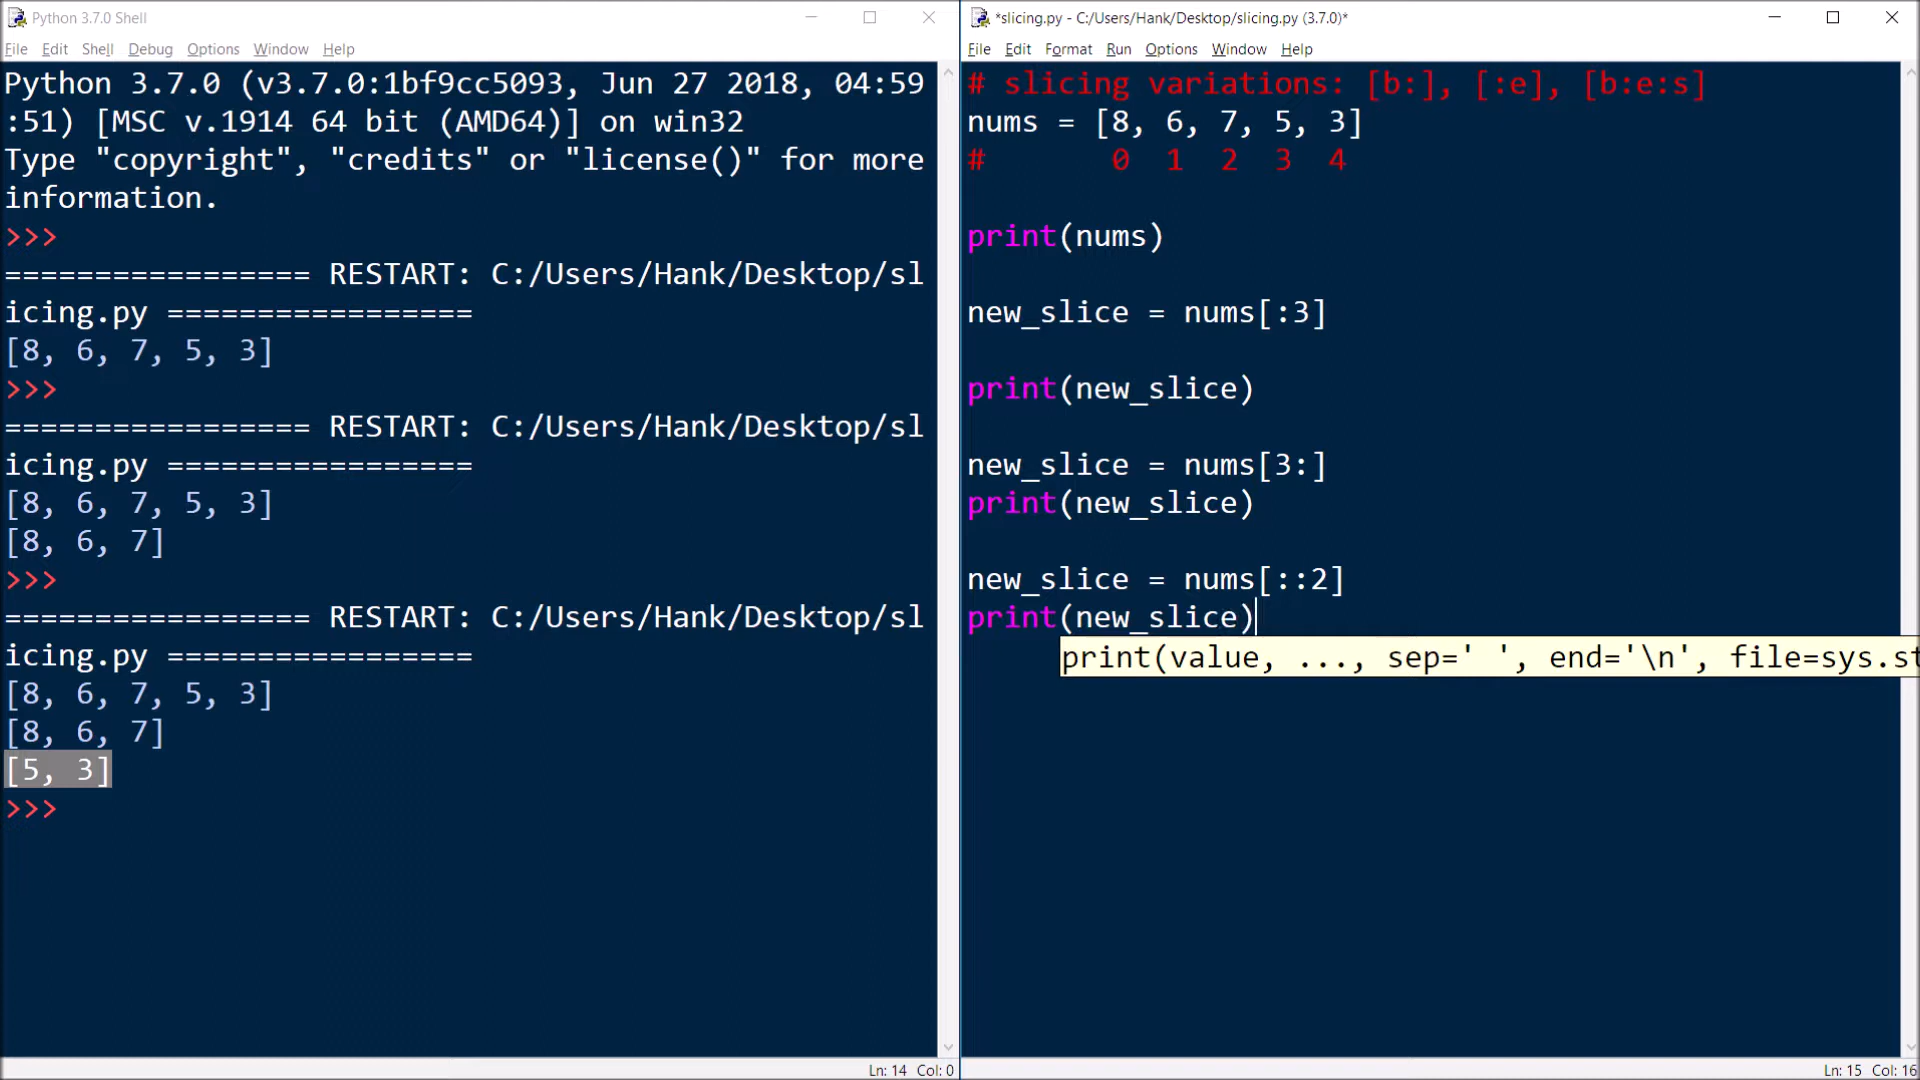 Python 3.7.0 Shell
File Edit Shell Debug Options Window Help
Python 3.7.0 (v3.7.0:1bf9cc5093, Jun 27 2018, 04:59
:51) [MSC v.1914 64 bit (AMD64)] on win32
Type "copyright", "credits" or "license()" for more
information.
>>>
================= RESTART: C:/Users/Hank/Desktop/sl
icing.py =================
[8, 6, 7, 5, 3]
>>>
================= RESTART: C:/Users/Hank/Desktop/sl
icing.py =================
[8, 6, 7, 5, 3]
[8, 6, 7]
>>>
================= RESTART: C:/Users/Hank/Desktop/sl
icing.py =================
[8, 6, 7, 5, 3]
[8, 6, 7]
[5, 3]
>>>
Ln: 14 Col: 0
*slicing.py - C:/Users/Hank/Desktop/slicing.py (3.7.0)*
File Edit Format Run Options Window Help
# slicing variations: [b:], [:e], [b:e:s]
nums = [8, 6, 7, 5, 3]
#       0  1  2  3  4
print(nums)
new_slice = nums[:3]
print(new_slice)
new_slice = nums[3:]
print(new_slice)
new_slice = nums[::2]
print(new_slice)
print(value, ..., sep=' ', end='\n', file=sys.st
Ln: 15 Col: 16